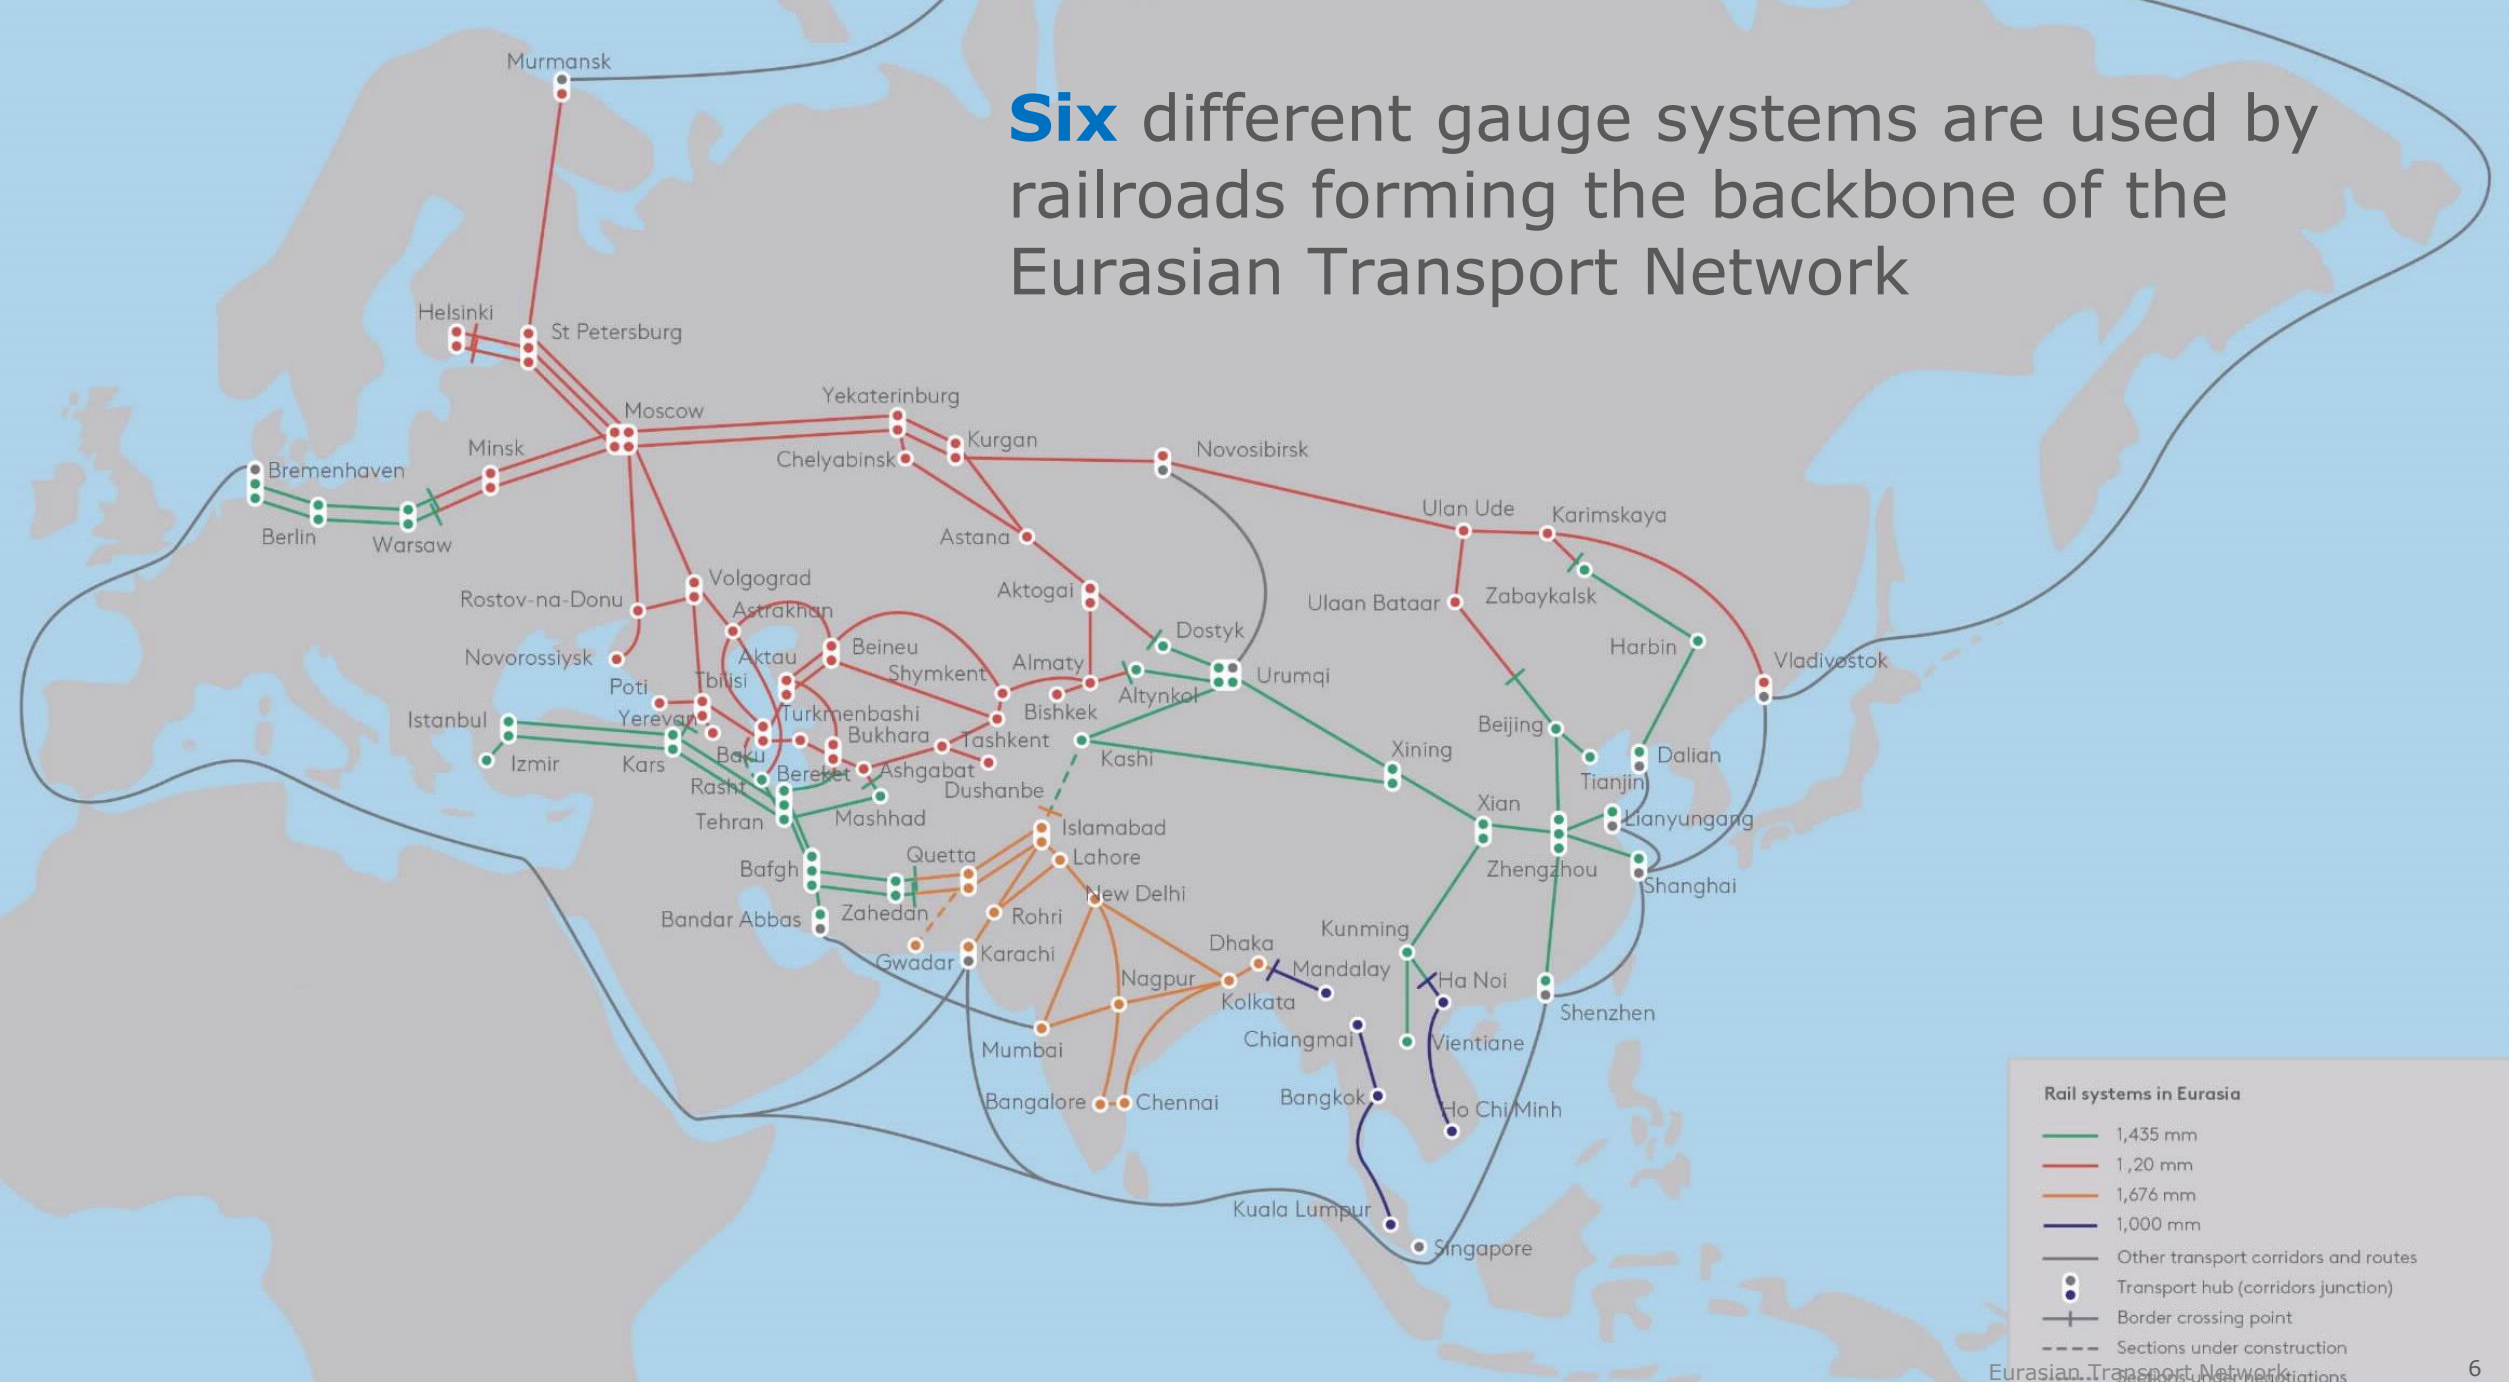 Murmansk
Six different gauge systems are used by
railroads forming the backbone of the
Eurasian Transport Network
Helsinki
St Petersburg
Moscow
Yekaterinburg
Kurgan
Minsk
Chelyabinsk
Novosibirsk
Bremenhaven
Berlin
Warsaw
Astana
Ulan Ude
Karimskaya
Volgograd
Rostov-na-Donu
Astrakhan
Aktogai
Ulaan Bataar
Zabaykalsk
Dostyk
Harbin
Novorossiysk
Aktau
Beineu
Shymkent
Almaty
Altynkol
Urumqi
Vladivostok
Poti
Tbilisi
Istanbul
Yerevan
Turkmenbashi
Bukhara
Tashkent
Bishkek
Beijing
Izmir
Kars
Baku
Bereket
Ashgabat
Kashi
Xining
Dalian
Rasht
Dushanbe
Tianjin
Tehran
Mashhad
Xian
Lianyungang
Islamabad
Bafgh
Quetta
Lahore
Zhengzhou
Shanghai
New Delhi
Bandar Abbas
Zahedan
Rohri
Kunming
Gwadar
Karachi
Dhaka
Mandalay
Ha Noi
Nagpur
Kolkata
Shenzhen
Mumbai
Chiangmai
Vientiane
Bangalore
Chennai
Bangkok
Ho Chi Minh
Kuala Lumpur
Singapore
Rail systems in Eurasia
1,435 mm
1,20 mm
1,676 mm
1,000 mm
Other transport corridors and routes
Transport hub (corridors junction)
Border crossing point
Sections under construction
Sections under negotiations
Eurasian Transport Network
6